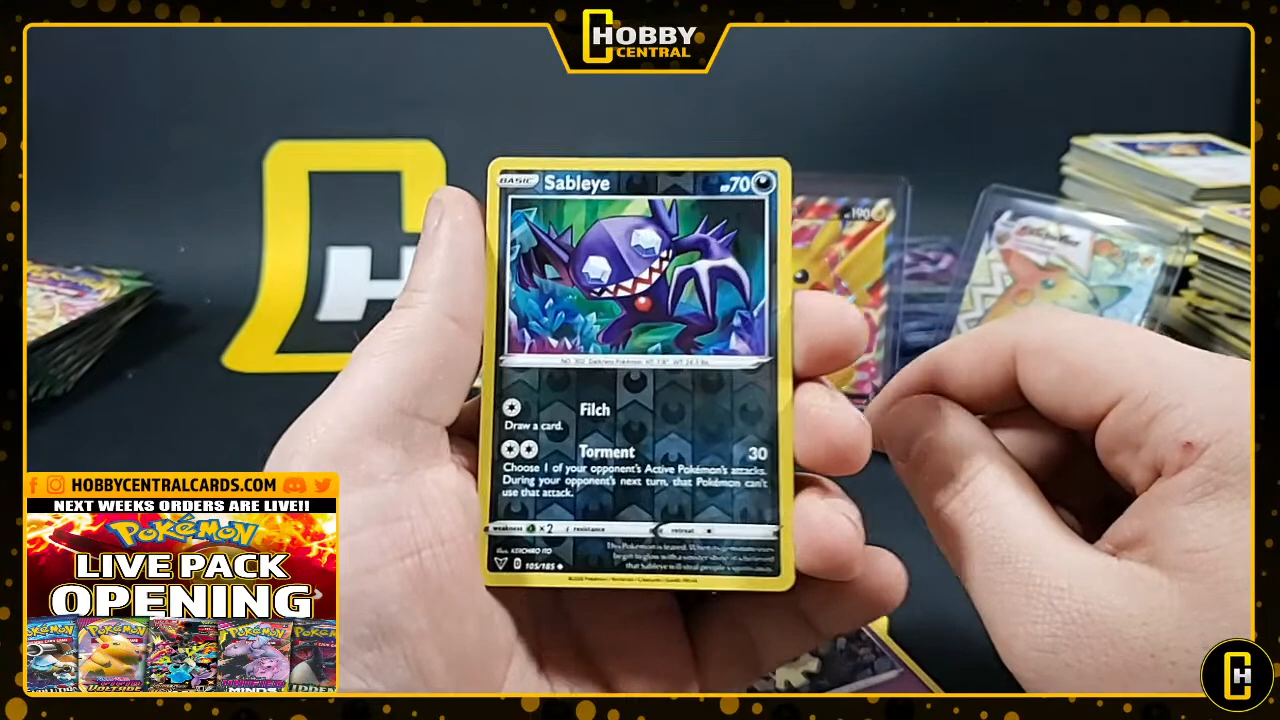 HOBBY
CENTRAL
BASIC Sableye HP70
190
NO. 302 Darkness Pokémon HT: 1'8" WT: 24.3 lbs.
Filch
Draw a card.
Torment 30
Choose 1 of your opponent's Active Pokémon's attacks.
During your opponent's next turn, that Pokémon can't
use that attack.
weakness ×2 resistance retreat
Illus. KEIICHIRO ITO
105/185
HOBBYCENTRALCARDS.COM
NEXT WEEKS ORDERS ARE LIVE!!
POKéMON
LIVE PACK
OPENING
H